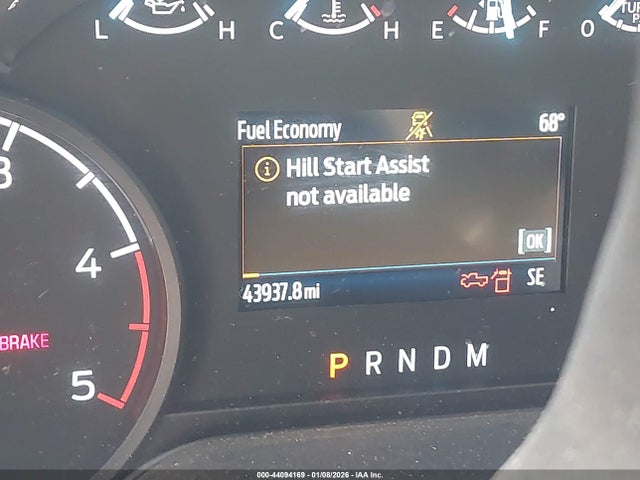 L H C H E F O
TUR
Fuel Economy 68°
Hill Start Assist
not available
[OK]
3
4
43937.8 mi SE
BRAKE
P R N D M
5
000-44094169 - 01/08/2026 - IAA Inc.